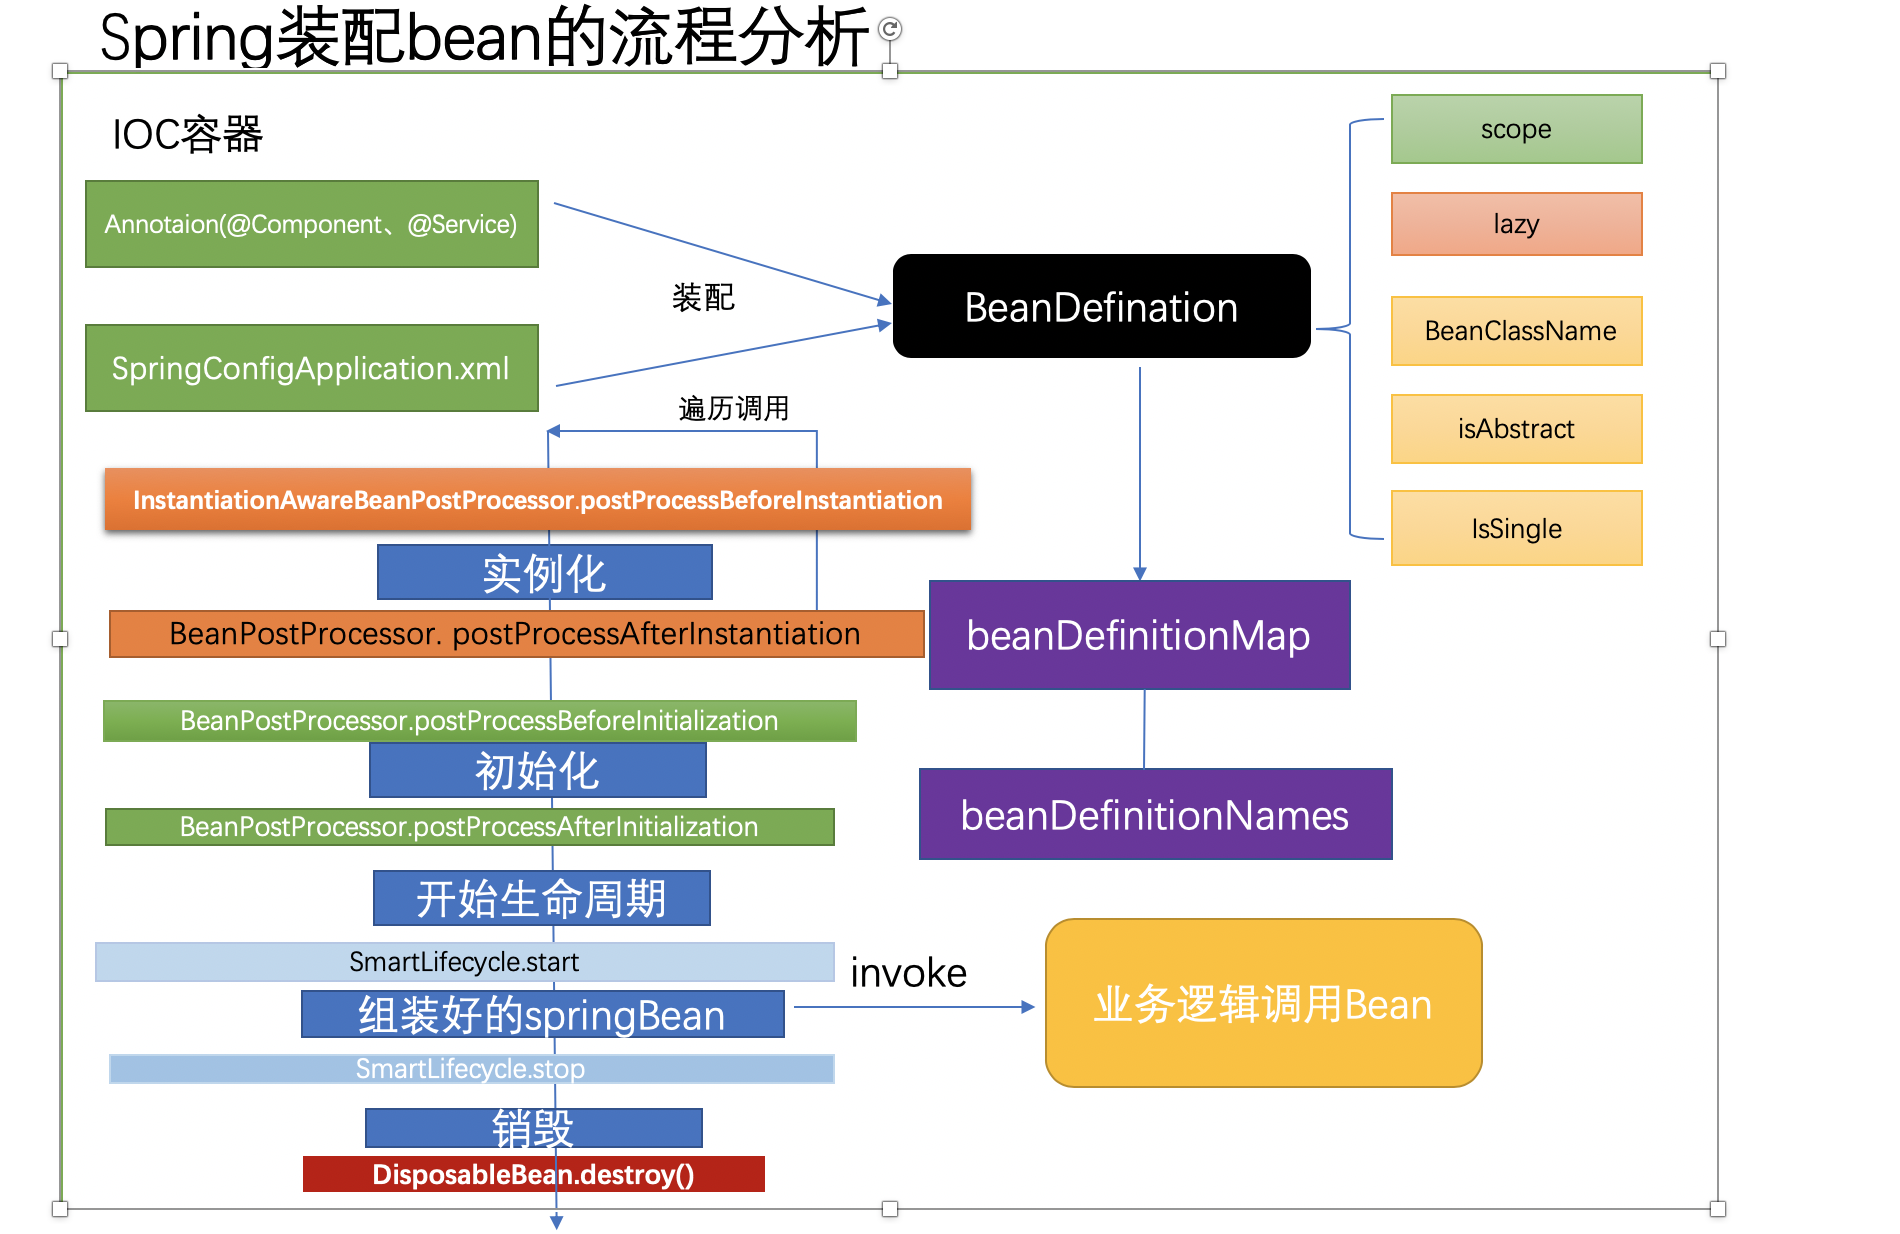 Spring装配bean的流程分析
IOC容器
Annotaion(@Component、@Service)
SpringConfigApplication.xml
装配
BeanDefination
scope
lazy
BeanClassName
isAbstract
IsSingle
遍历调用
InstantiationAwareBeanPostProcessor.postProcessBeforeInstantiation
实例化
BeanPostProcessor. postProcessAfterInstantiation
beanDefinitionMap
BeanPostProcessor.postProcessBeforeInitialization
初始化
BeanPostProcessor.postProcessAfterInitialization
beanDefinitionNames
开始生命周期
SmartLifecycle.start
组装好的springBean
invoke
业务逻辑调用Bean
SmartLifecycle.stop
销毁
DisposableBean.destroy()